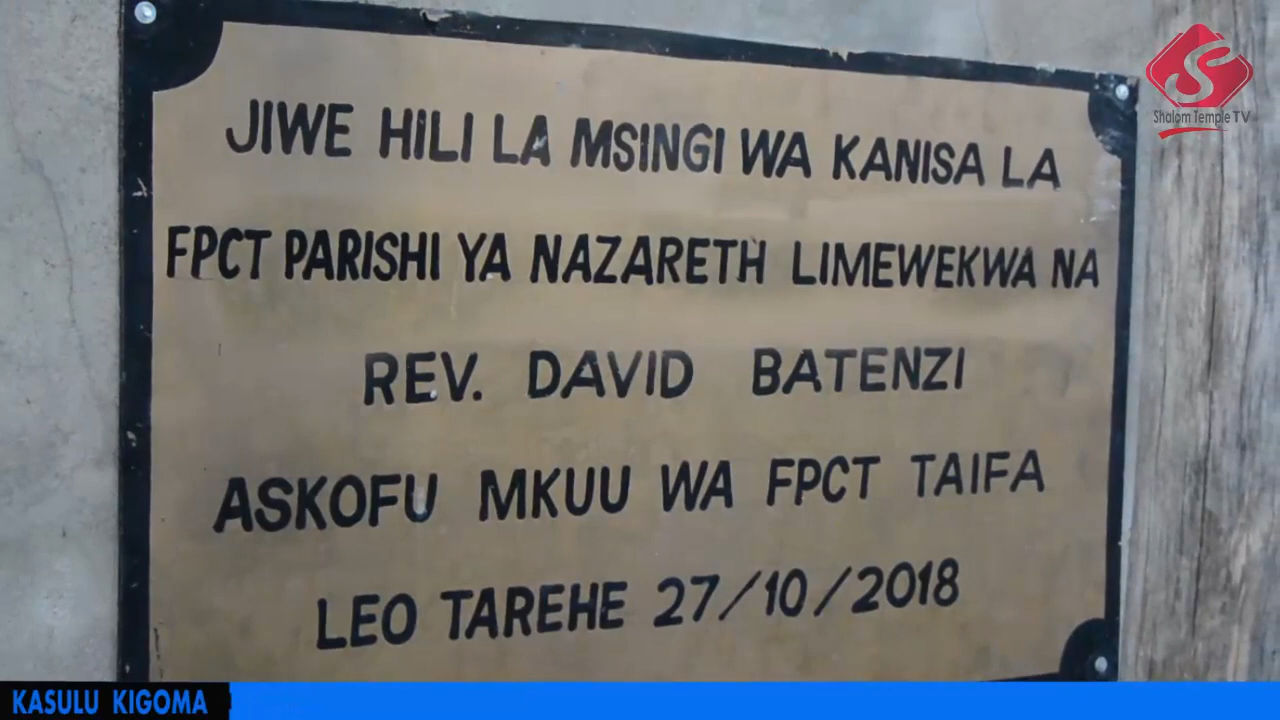 Shalom Temple TV
JIWE HILI LA MSINGI WA KANISA LA
FPCT PARISHI YA NAZARETH LIMEWEKWA NA
REV. DAVID BATENZI
ASKOFU MKUU WA FPCT TAIFA
LEO TAREHE 27/10/2018
KASULU KIGOMA